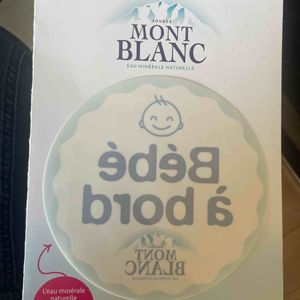 SOURCE
MONT
BLANC
EAU MINÉRALE NATURELLE
Bébé
à bord
MONT
BLANC
L'eau minérale
naturelle